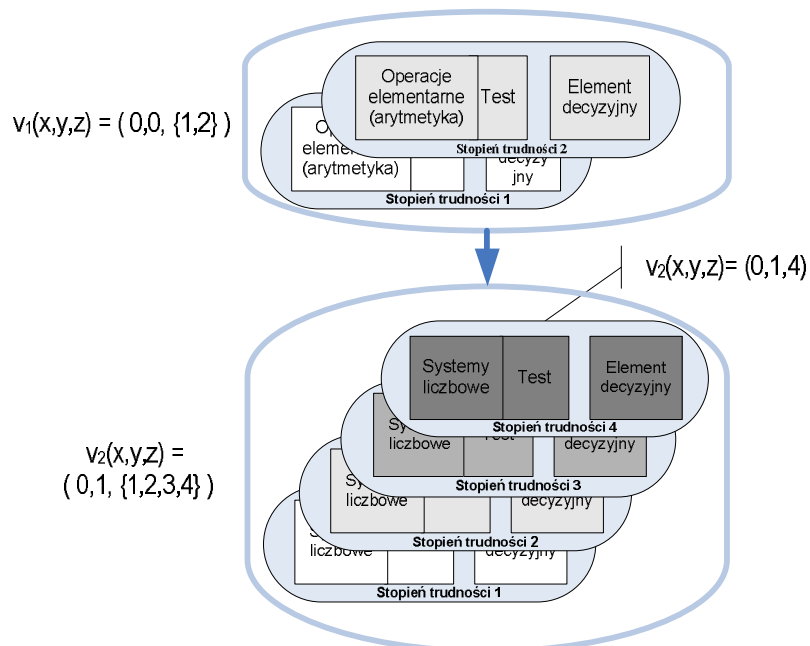 Operacje
elementarne
(arytmetyka)
Test
Element
decyzyjny
Stopień trudności 2
v₁(x,y,z) = ( 0,0, {1,2} )
(arytmetyka)
decyzy
jny
Stopień trudności 1
v₂(x,y,z)= (0,1,4)
Systemy
liczbowe
Test
Element
decyzyjny
Stopień trudności 4
liczbowe
Test
decyzyjny
Stopień trudności 3
v₂(x,y,z) =
( 0,1, {1,2,3,4} )
liczbowe
decyzyjny
Stopień trudności 2
liczbowe
decyzyjny
Stopień trudności 1